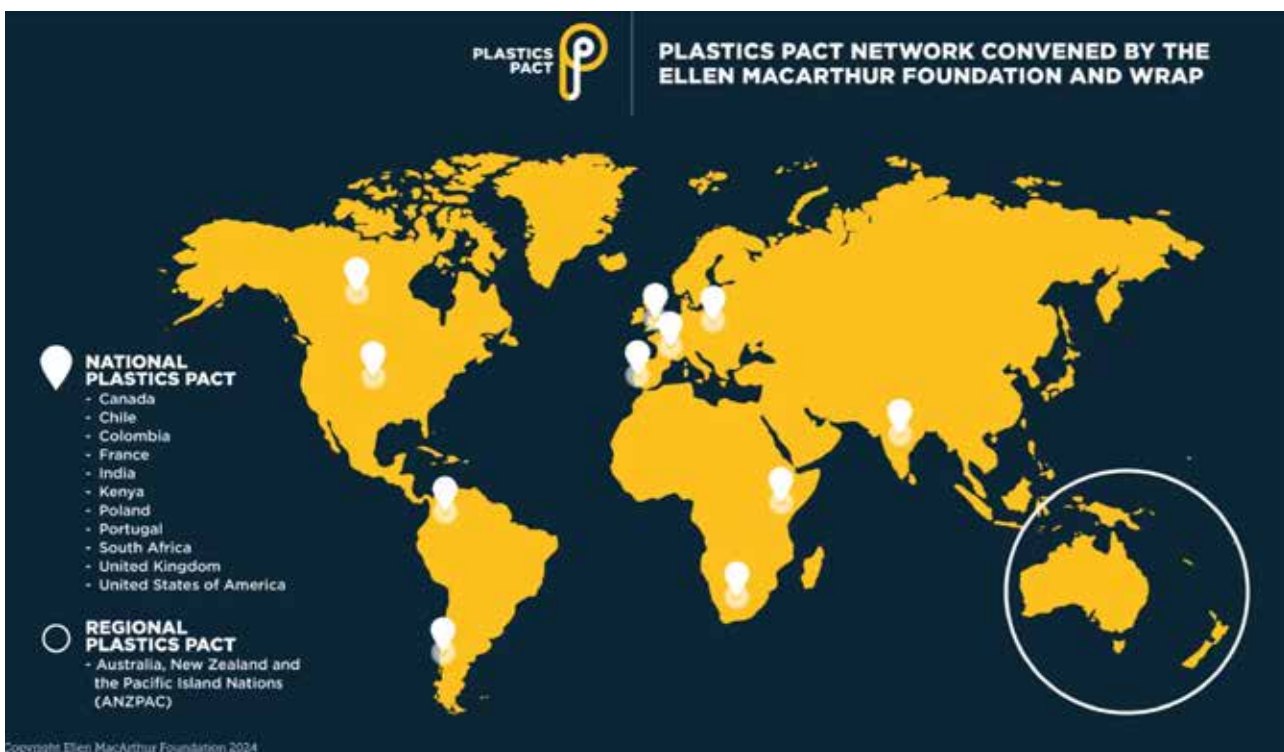 PLASTICS
PACT
PLASTICS PACT NETWORK CONVENED BY THE
ELLEN MACARTHUR FOUNDATION AND WRAP
NATIONAL
PLASTICS PACT
- Canada
- Chile
- Colombia
- France
- India
- Kenya
- Poland
- Portugal
- South Africa
- United Kingdom
- United States of America
REGIONAL
PLASTICS PACT
- Australia, New Zealand and
the Pacific Island Nations
(ANZPAC)
Copyright Ellen MacArthur Foundation 2024